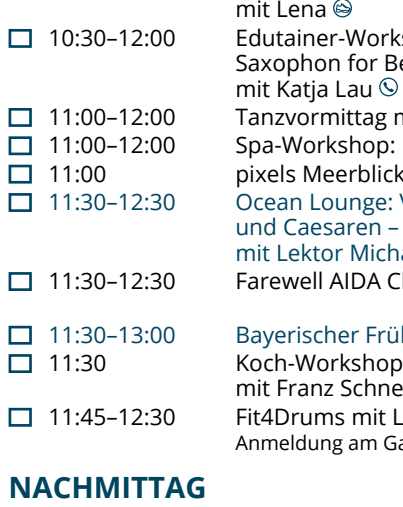 mit Lena
10:30–12:00 Edutainer-Works
Saxophon for Be
mit Katja Lau
11:00–12:00 Tanzvormittag
11:00–12:00 Spa-Workshop:
11:00 pixels Meerblick
11:30–12:30 Ocean Lounge:
und Caesaren –
mit Lektor Micha
11:30–12:30 Farewell AIDA Cl
11:30–13:00 Bayerischer Früh
11:30 Koch-Workshop
mit Franz Schne
11:45–12:30 Fit4Drums mit L
Anmeldung am Ga
NACHMITTAG